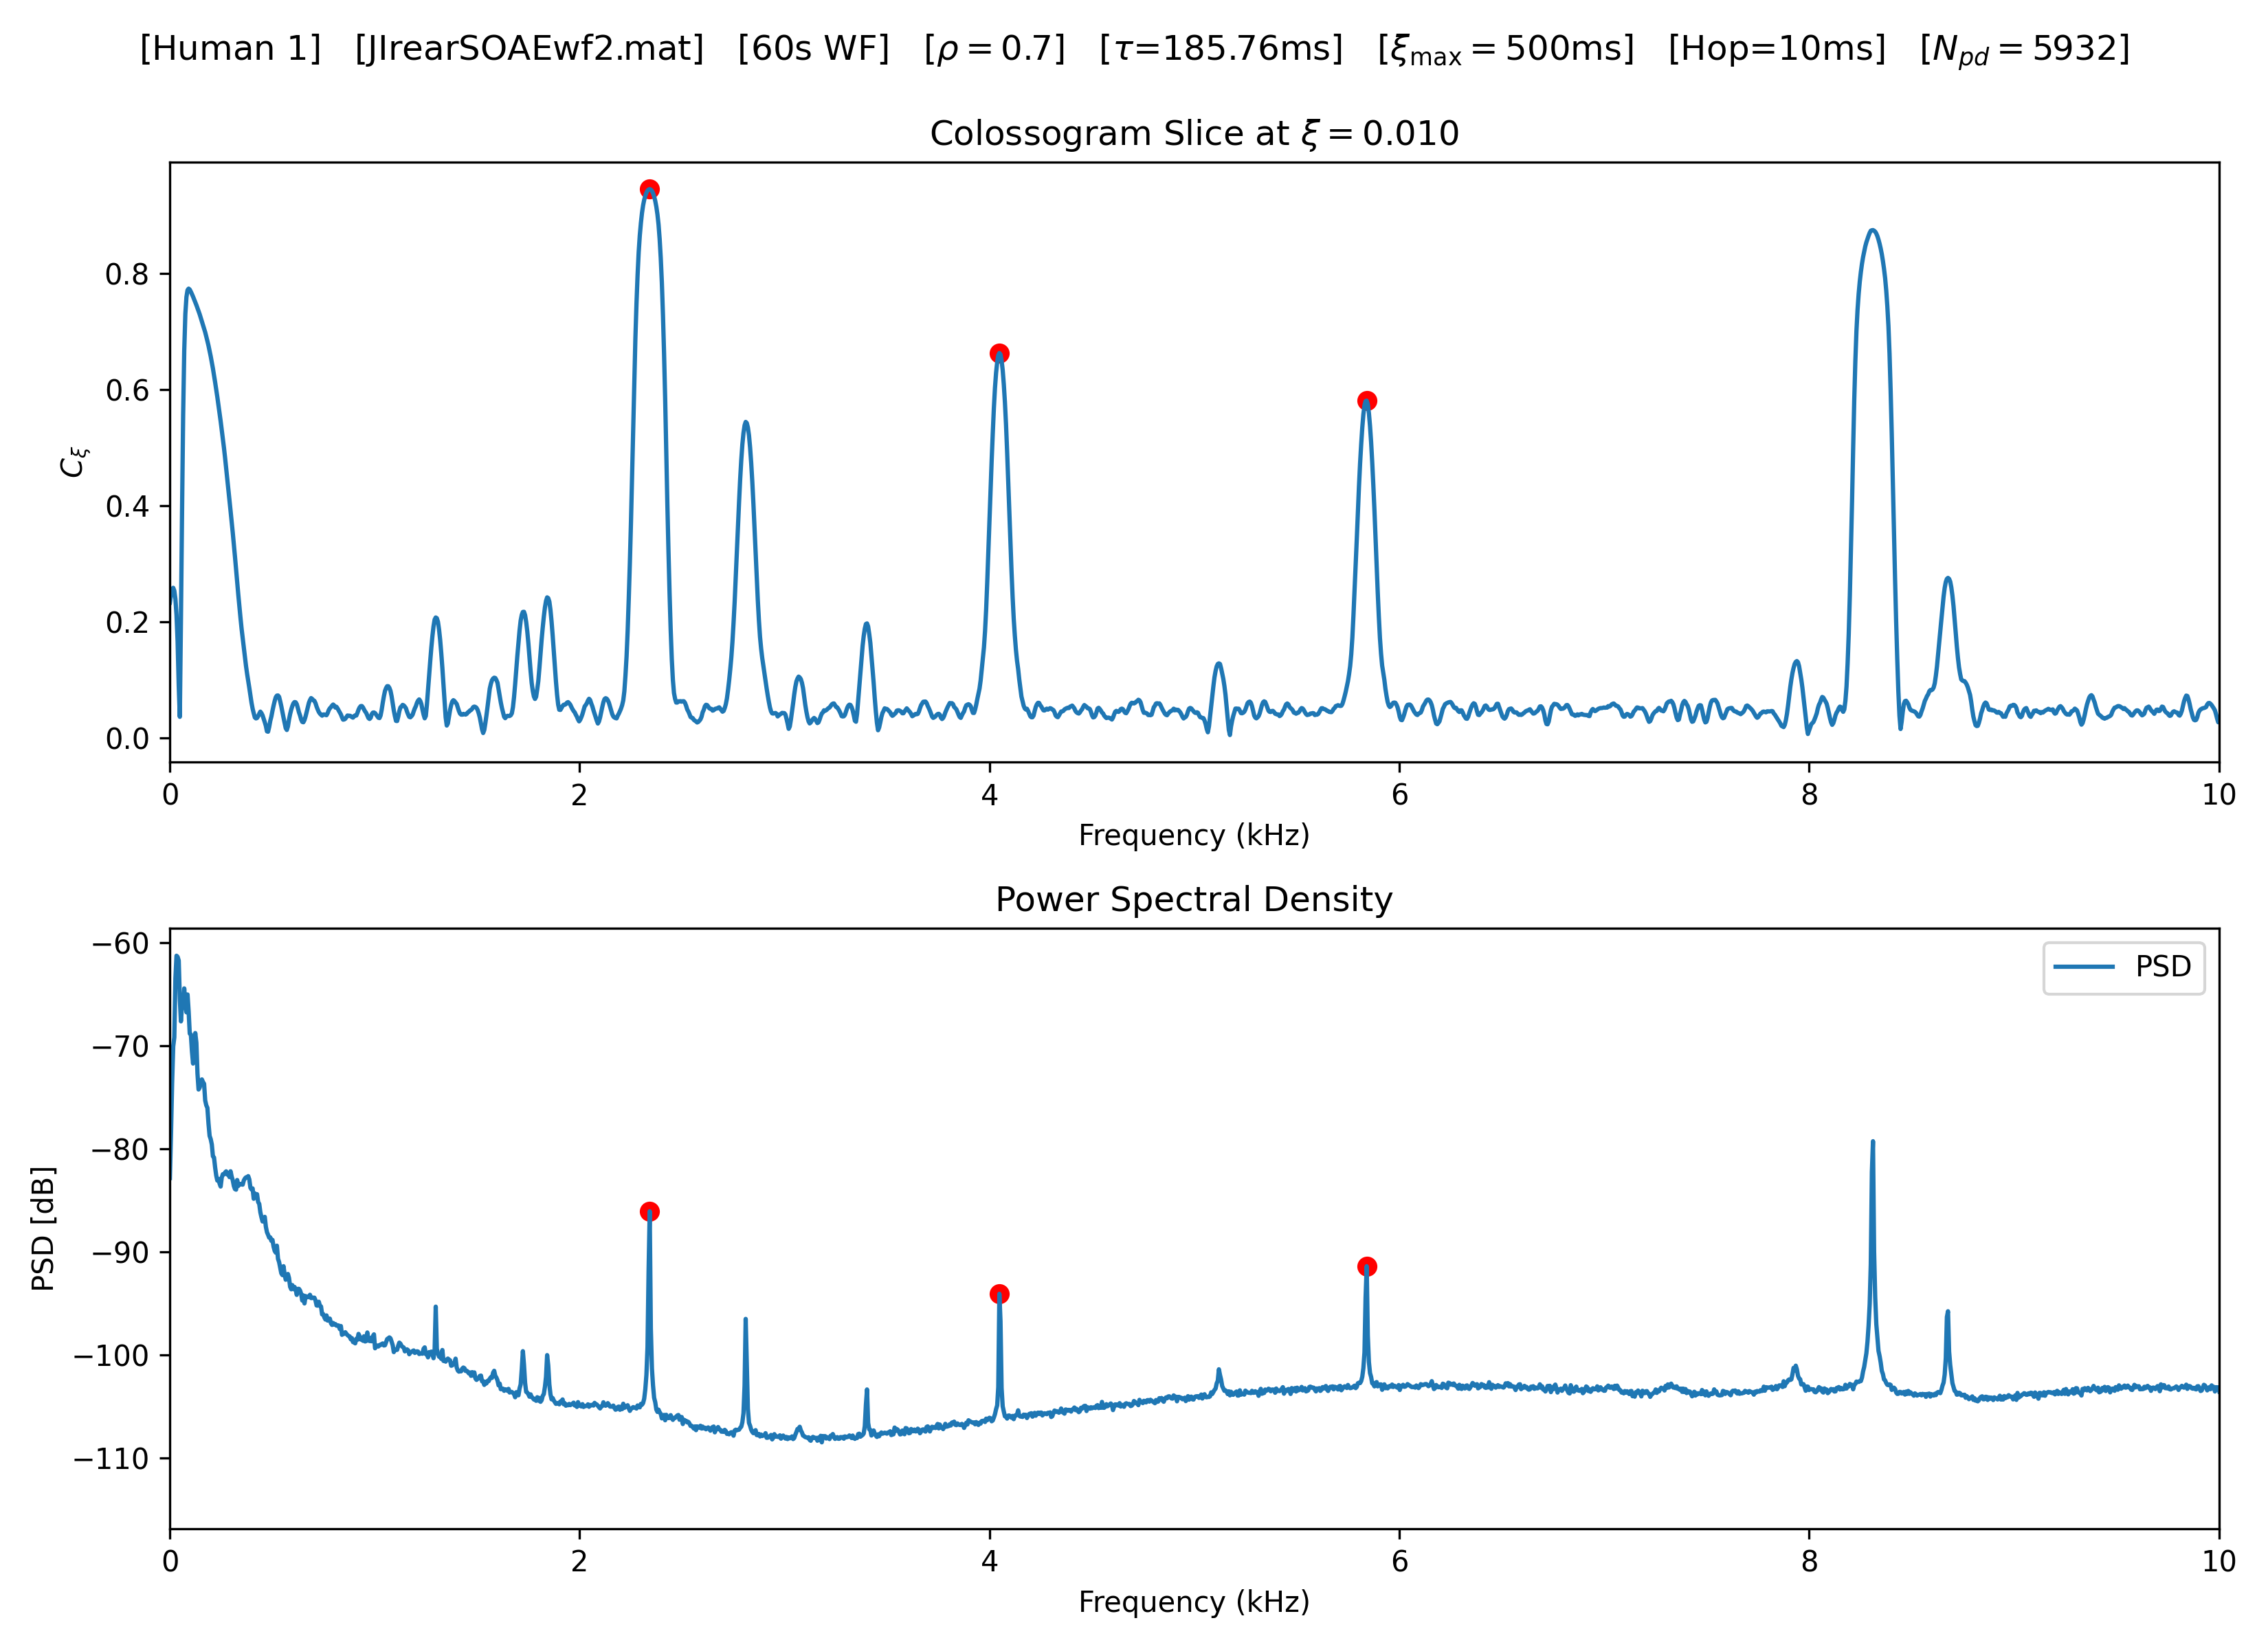 [Human 1]   [JIrearSOAEwf2.mat]   [60s WF]   [ρ = 0.7]   [τ=185.76ms]   [ξmax = 500ms]   [Hop=10ms]   [Npd = 5932]
Colossogram Slice at ξ = 0.010
0.8
0.6
0.4
0.2
0.0
Cξ
0 2 4 6 8 10
Frequency (kHz)
Power Spectral Density
−60
−70
−80
−90
−100
−110
PSD [dB]
PSD
0 2 4 6 8 10
Frequency (kHz)